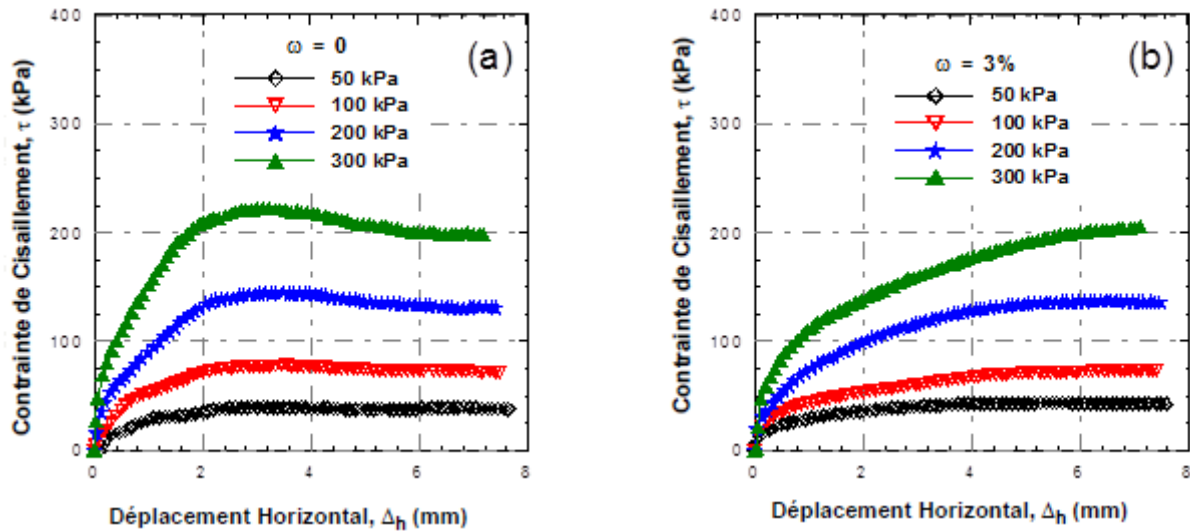 400
300
200
100
0
Contrainte de Cisaillement, τ (kPa)
ω = 0
(a)
50 kPa
100 kPa
200 kPa
300 kPa
0 2 4 6 8
Déplacement Horizontal, Δh (mm)
400
300
200
100
0
Contrainte de Cisaillement, τ (kPa)
ω = 3%
(b)
50 kPa
100 kPa
200 kPa
300 kPa
0 2 4 6 8
Déplacement Horizontal, Δh (mm)